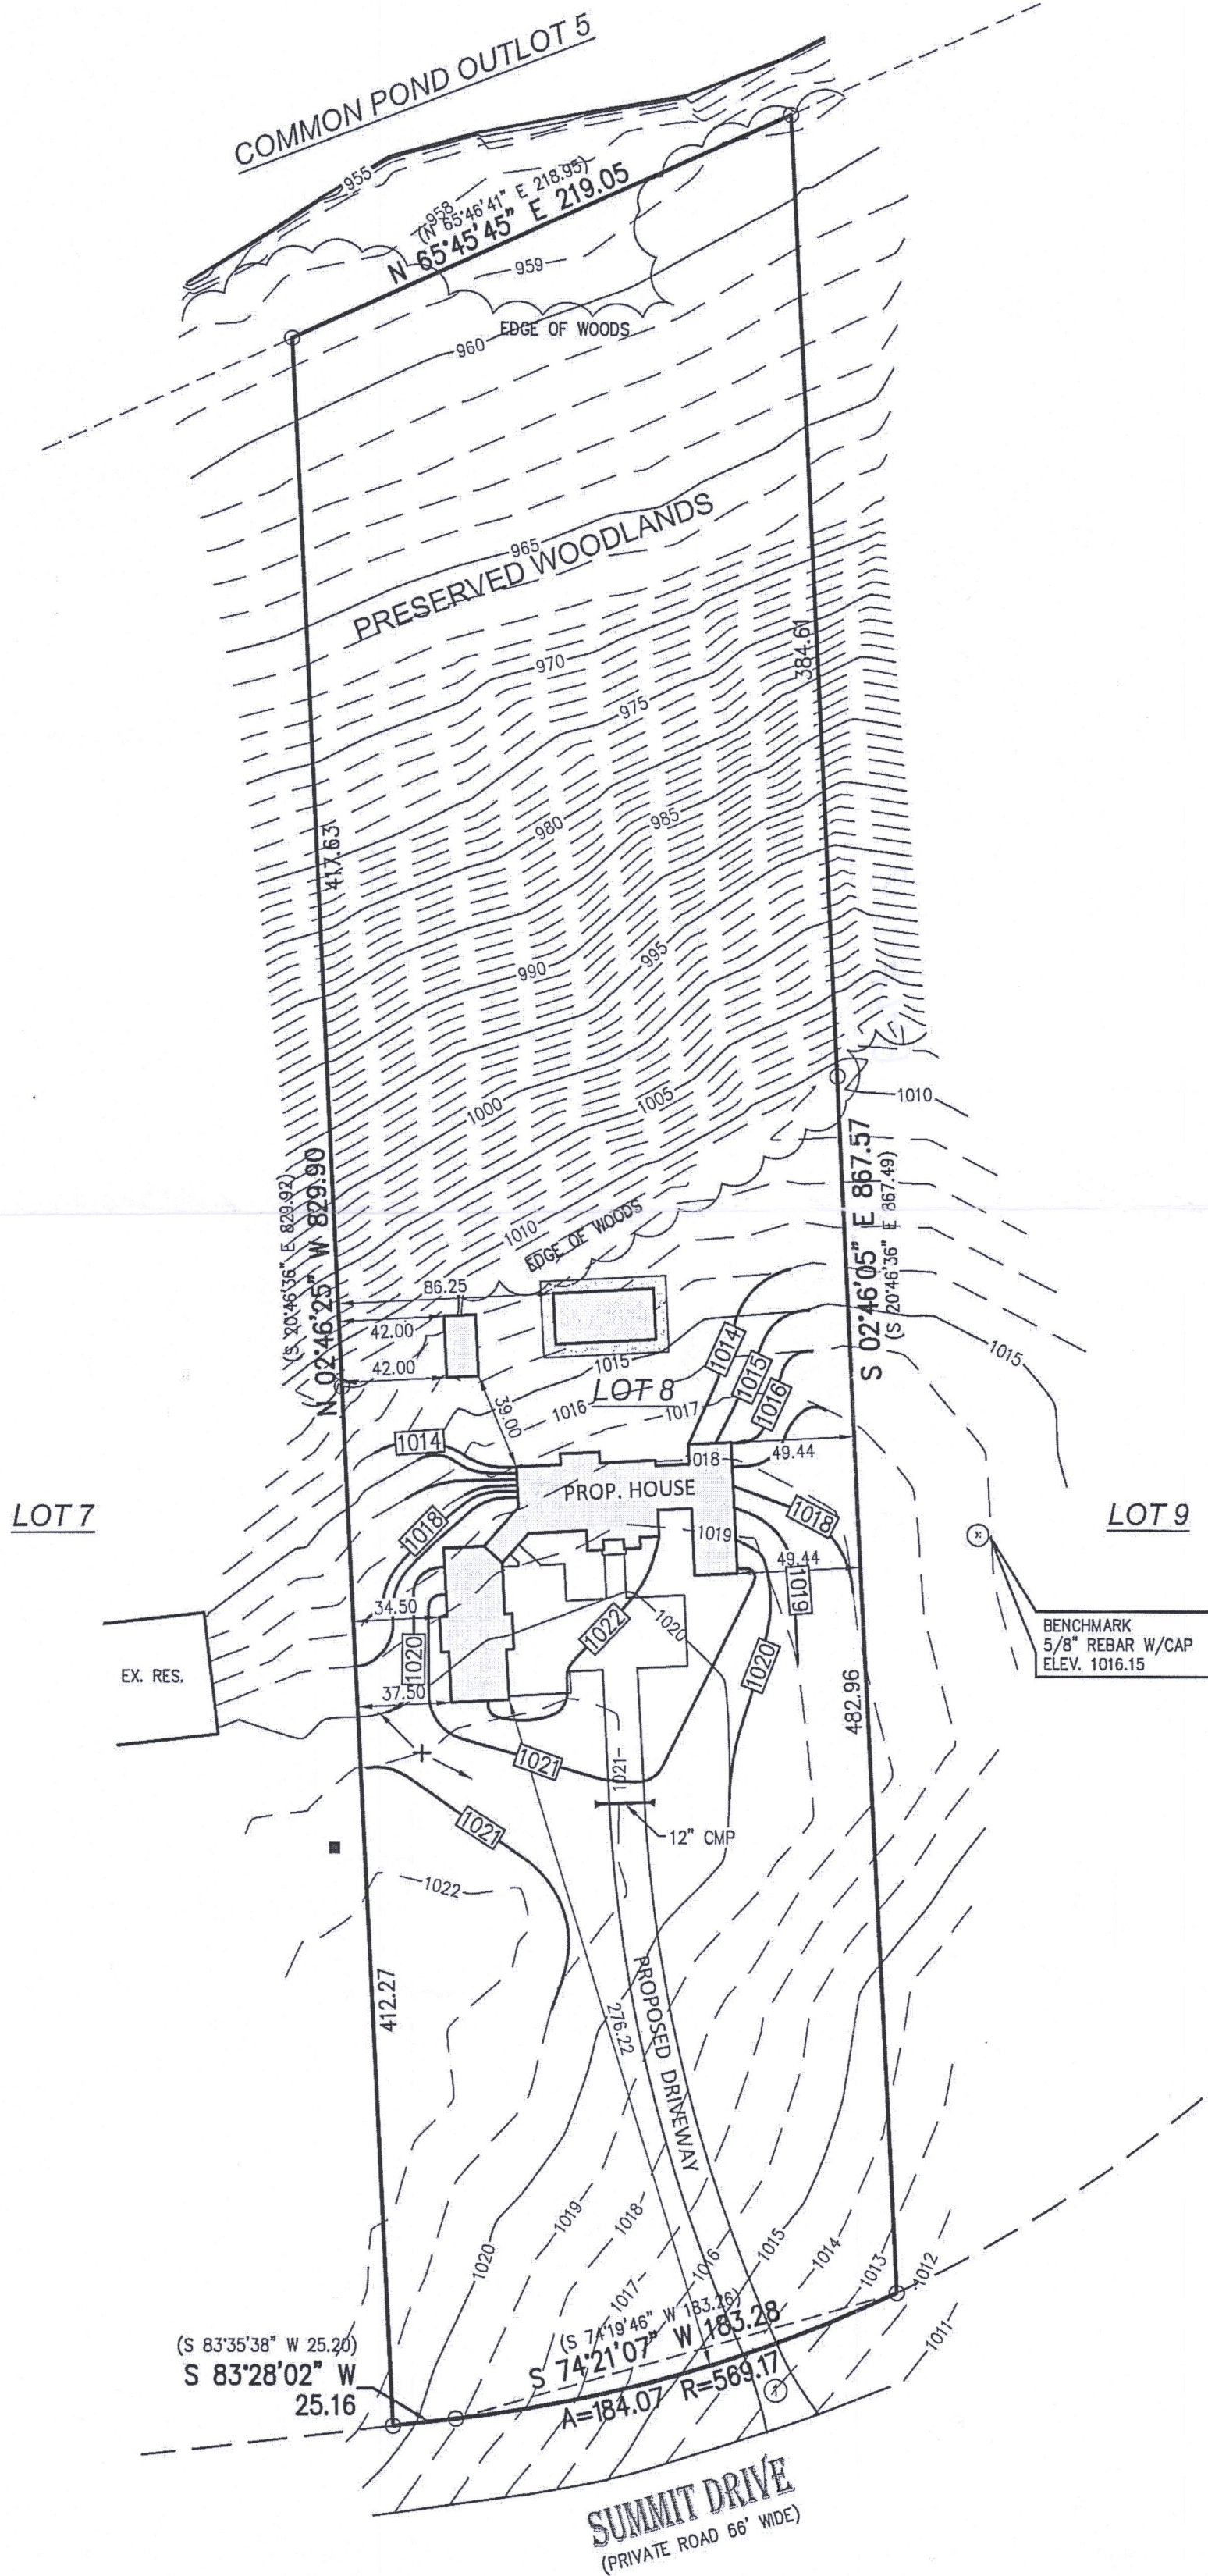 COMMON POND OUTLOT 5
955
958
(N 65°46'41" E 218.95)
N 65°45'45" E 219.05
959
EDGE OF WOODS
960
965
PRESERVED WOODLANDS
970
384.61
975
980
985
417.63
990
995
1000
1005
1010
1010
EDGE OF WOODS
(S 20°46'36" E 829.92)
N 02°46'25" W 829.90
S 02°46'05" E 867.57
(S 20°46'36" E 867.49)
86.25
42.00
42.00
39.00
1015
LOT 8
1016
1017
1014
1015
1016
1015
1014
018
49.44
PROP. HOUSE
LOT 7
1018
1018
LOT 9
1019
49.44
1019
34.50
1022
1020
BENCHMARK
5/8" REBAR W/CAP
ELEV. 1016.15
EX. RES.
1020
1020
37.50
482.96
1021
1021
12" CMP
1021
1022
412.27
276.22
PROPOSED DRIVEWAY
1020
1019
1018
1017
1016
1015
1014
1013
1012
1011
(S 74°19'46" W 183.26)
S 74°21'07" W 183.28
(S 83°35'38" W 25.20)
S 83°28'02" W
25.16
A=184.07 R=569.17
SUMMIT DRIVE
(PRIVATE ROAD 66' WIDE)